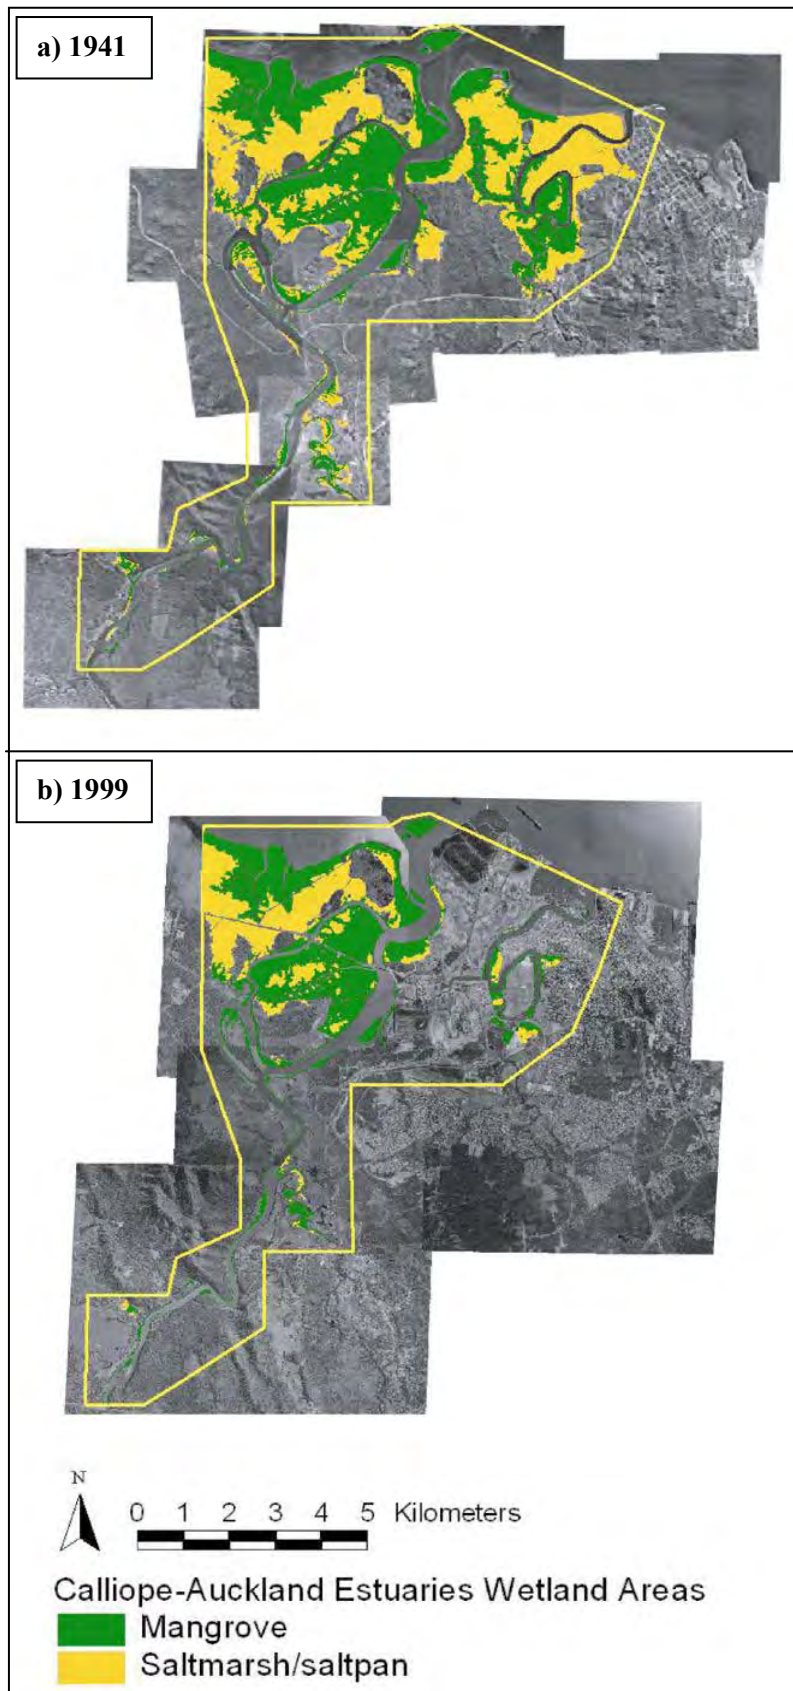 a) 1941
b) 1999
N
0 1 2 3 4 5 Kilometers
Calliope-Auckland Estuaries Wetland Areas
Mangrove
Saltmarsh/saltpan